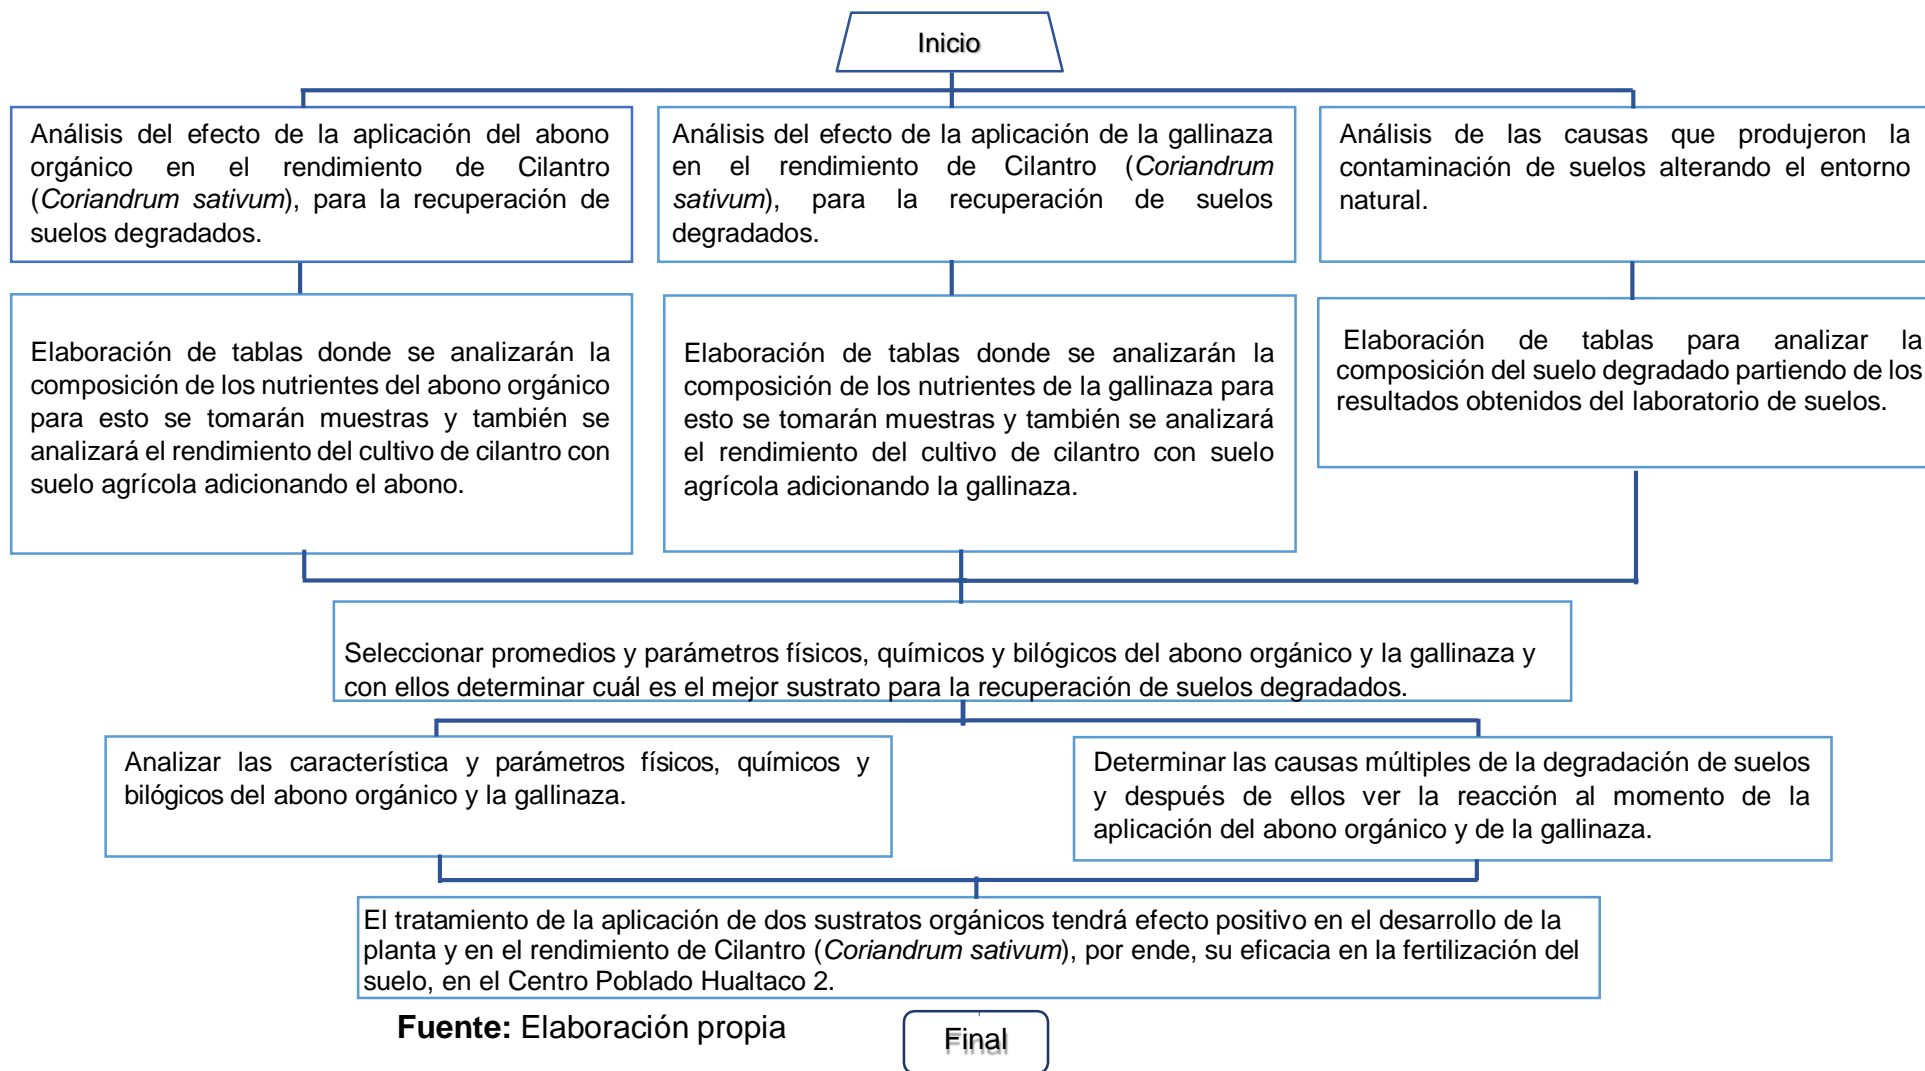 Inicio
Análisis del efecto de la aplicación del abono
orgánico en el rendimiento de Cilantro
(Coriandrum sativum), para la recuperación de
suelos degradados.
Análisis del efecto de la aplicación de la gallinaza
en el rendimiento de Cilantro (Coriandrum
sativum), para la recuperación de suelos
degradados.
Análisis de las causas que produjeron la
contaminación de suelos alterando el entorno
natural.
Elaboración de tablas donde se analizarán la
composición de los nutrientes del abono orgánico
para esto se tomarán muestras y también se
analizará el rendimiento del cultivo de cilantro con
suelo agrícola adicionando el abono.
Elaboración de tablas donde se analizarán la
composición de los nutrientes de la gallinaza para
esto se tomarán muestras y también se analizará
el rendimiento del cultivo de cilantro con suelo
agrícola adicionando la gallinaza.
Elaboración de tablas para analizar la
composición del suelo degradado partiendo de los
resultados obtenidos del laboratorio de suelos.
Seleccionar promedios y parámetros físicos, químicos y bilógicos del abono orgánico y la gallinaza y
con ellos determinar cuál es el mejor sustrato para la recuperación de suelos degradados.
Analizar las característica y parámetros físicos, químicos y
bilógicos del abono orgánico y la gallinaza.
Determinar las causas múltiples de la degradación de suelos
y después de ellos ver la reacción al momento de la
aplicación del abono orgánico y de la gallinaza.
El tratamiento de la aplicación de dos sustratos orgánicos tendrá efecto positivo en el desarrollo de la
planta y en el rendimiento de Cilantro (Coriandrum sativum), por ende, su eficacia en la fertilización del
suelo, en el Centro Poblado Hualtaco 2.
Fuente: Elaboración propia
Final